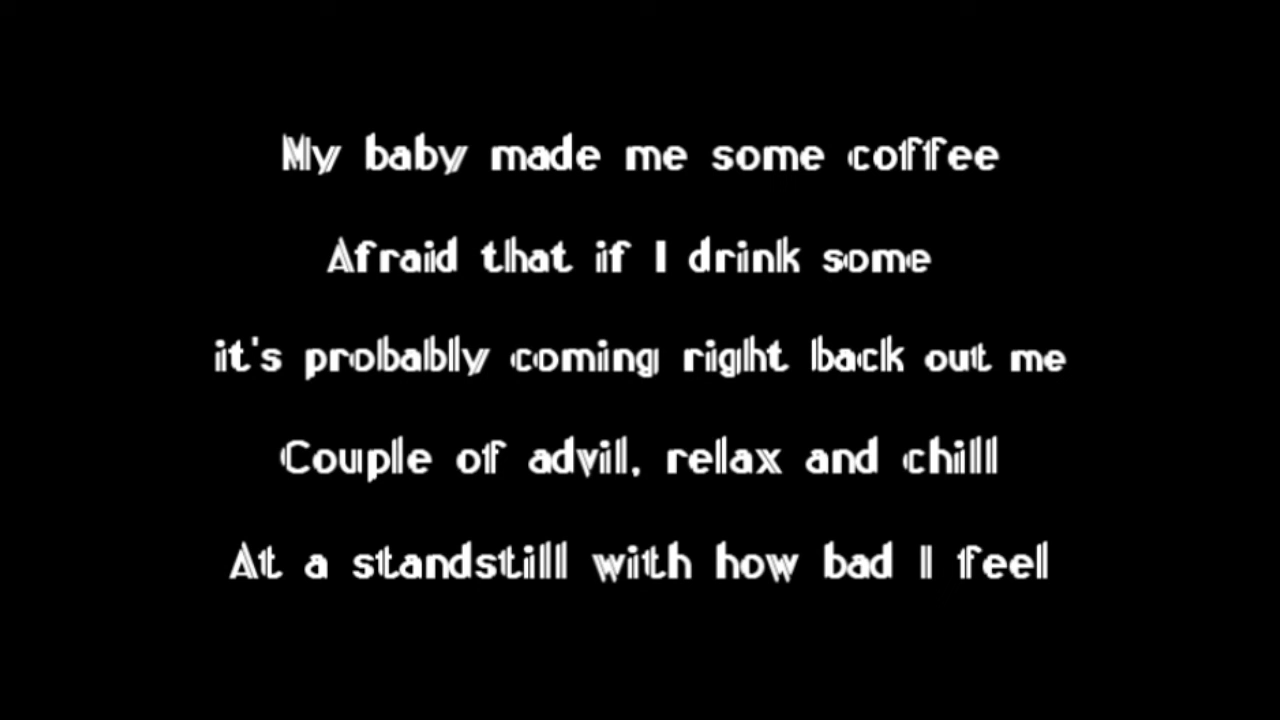 My baby made me some coffee
Afraid that if I drink some
it's probably coming right back out me
Couple of advil, relax and chill
At a standstill with how bad I feel